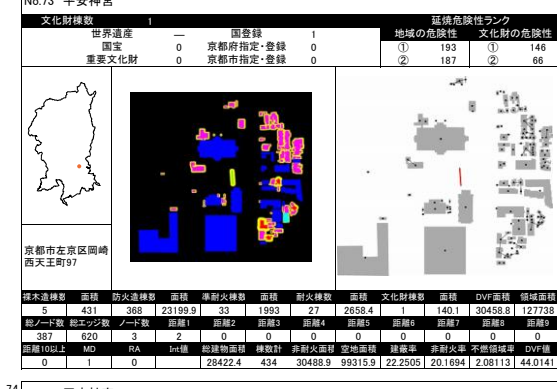 No.73 平安神宮
文化財棟数 1 延焼危険性ランク
世界遺産 — 国登録 1 地域の危険性 文化財の危険性
国宝 0 京都府指定・登録 0 ① 193 ① 146
重要文化財 0 京都市指定・登録 0 ② 187 ② 66
京都市左京区岡崎
西天王町97
裸木造棟数 面積 防火造棟数 面積 準耐火棟数 面積 耐火棟数 面積 文化財棟数 面積 DVF面積 領域面積
5 431 368 23199.9 33 1993 27 2658.4 1 140.1 30458.8 127738
総ノード数 総エッジ数 ノード数 距離1 距離2 距離3 距離4 距離5 距離6 距離7 距離8 距離9
387 620 3 2 0 0 0 0 0 0 0 0
距離10以上 MD RA Int値 総建物面積 棟数計 非耐火面積 空地面積 建蔽率 非耐火率 不燃領域率 DVF値
0 1 0 28422.4 434 30488.9 99315.9 22.2505 20.1694 2.08113 44.0141
74